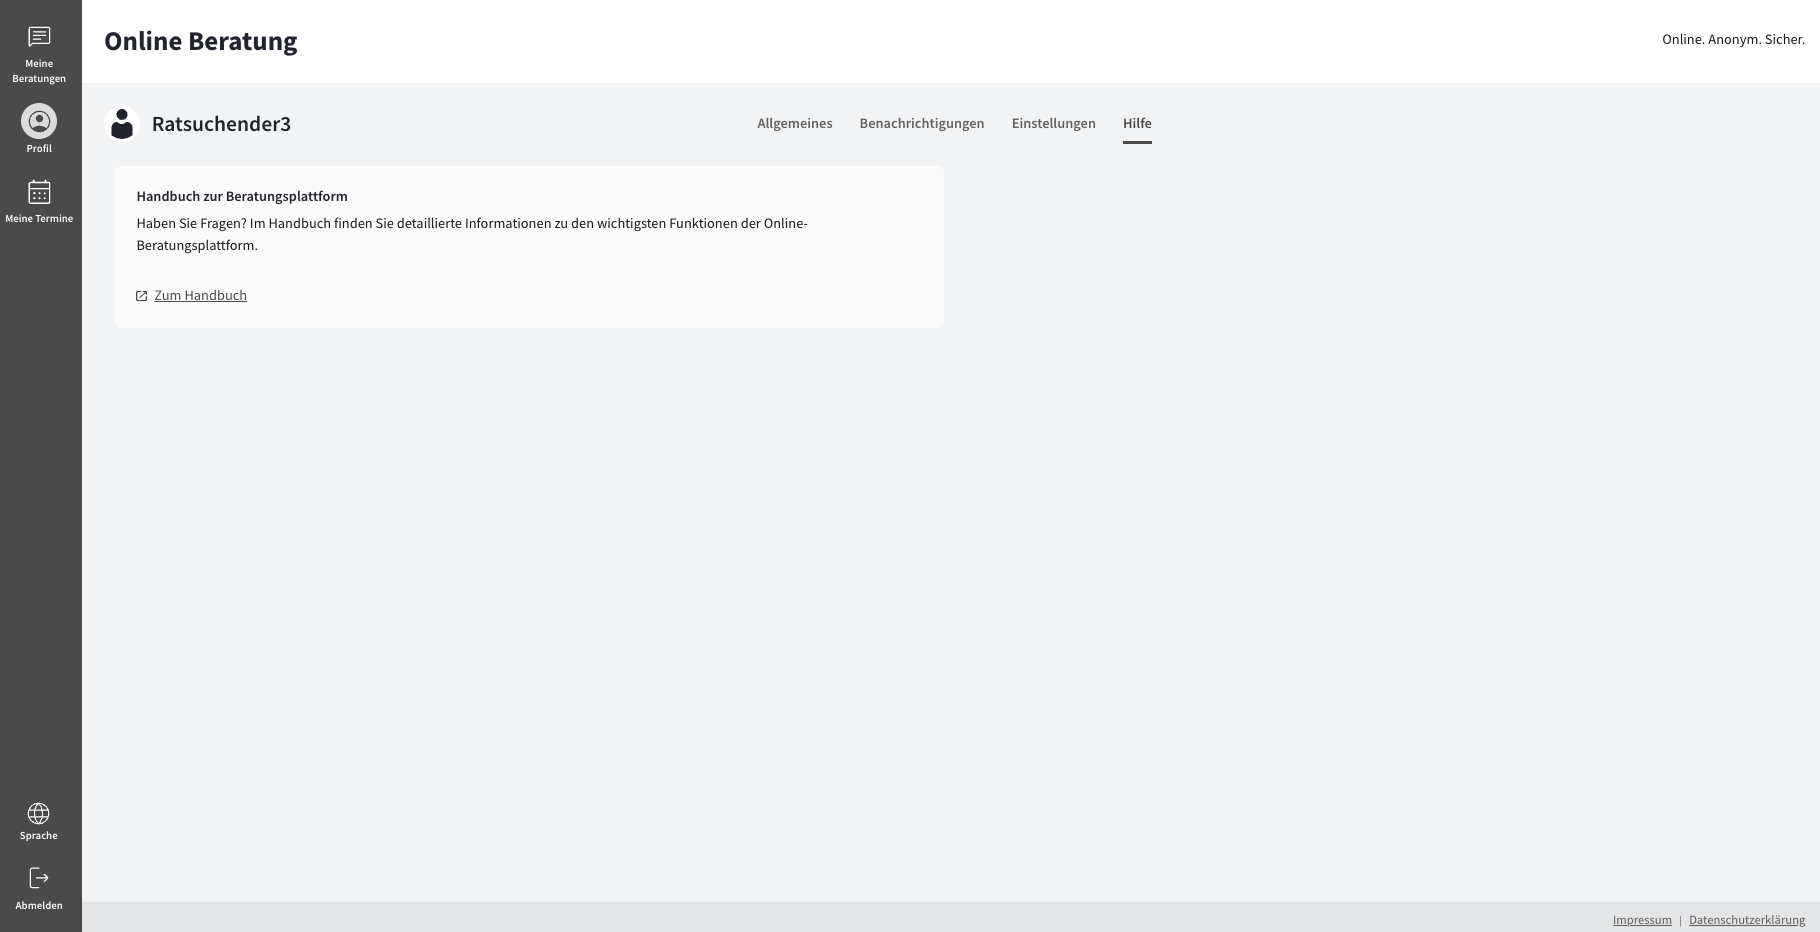 Online Beratung
Online. Anonym. Sicher.
Meine
Beratungen
Profil
Meine Termine
Sprache
Abmelden
Ratsuchender3
Allgemeines
Benachrichtigungen
Einstellungen
Hilfe
Handbuch zur Beratungsplattform
Haben Sie Fragen? Im Handbuch finden Sie detaillierte Informationen zu den wichtigsten Funktionen der Online-
Beratungsplattform.
Zum Handbuch
Impressum | Datenschutzerklärung